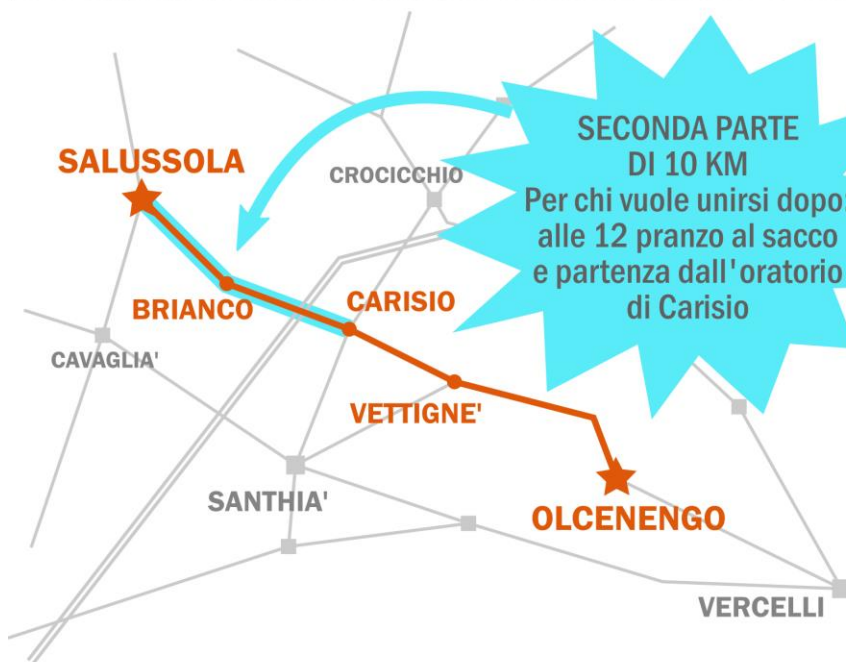 SECONDA PARTE
DI 10 KM
Per chi vuole unirsi dopo:
alle 12 pranzo al sacco
e partenza dall'oratorio
di Carisio
SALUSSOLA
CROCICCHIO
BRIANCO
CARISIO
CAVAGLIA'
VETTIGNE'
SANTHIA'
OLCENENGO
VERCELLI